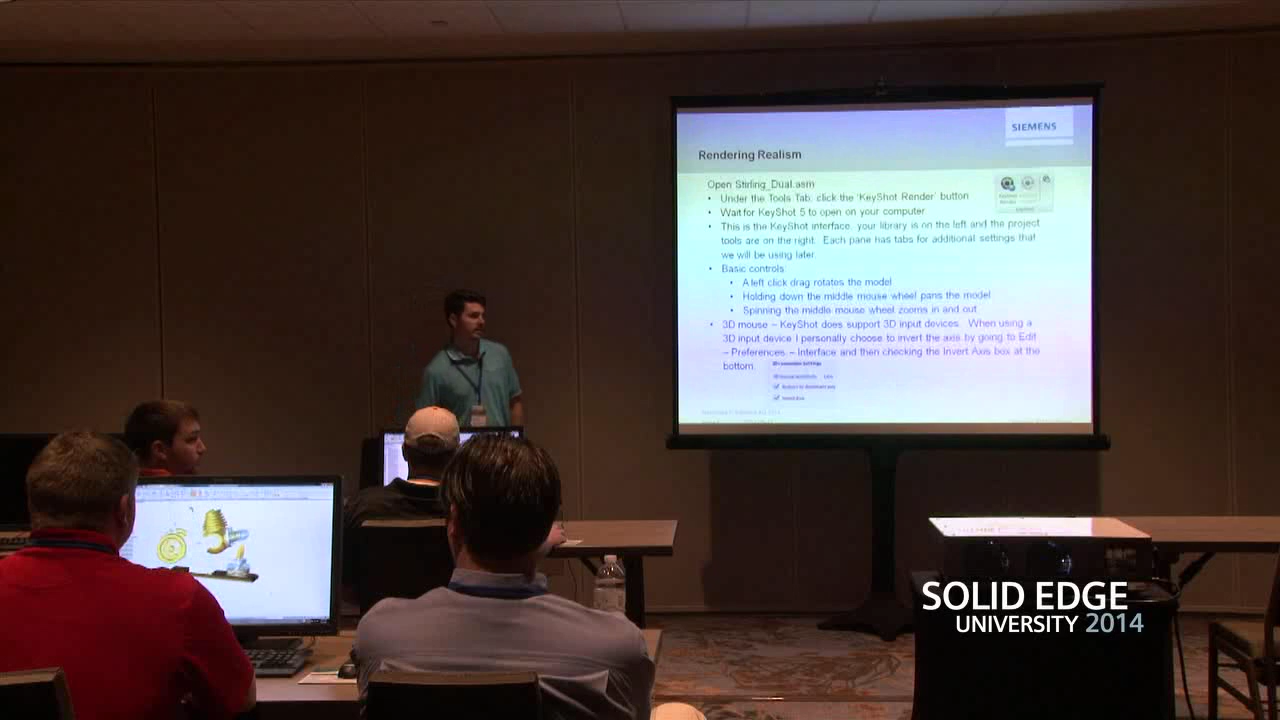 SIEMENS
Rendering Realism
Open Stirling_Dual.asm
• Under the Tools Tab, click the 'KeyShot Render' button
• Wait for KeyShot 5 to open on your computer
• This is the KeyShot interface, your library is on the left and the project
tools are on the right. Each pane has tabs for additional settings that
we will be using later.
• Basic controls:
• A left click drag rotates the model
• Holding down the middle mouse wheel pans the model
• Spinning the middle mouse wheel zooms in and out
• 3D mouse – KeyShot does support 3D input devices. When using a
3D input device I personally choose to invert the axis by going to Edit
– Preferences – Interface and then checking the Invert Axis box at the
bottom.
SOLID EDGE
UNIVERSITY 2014